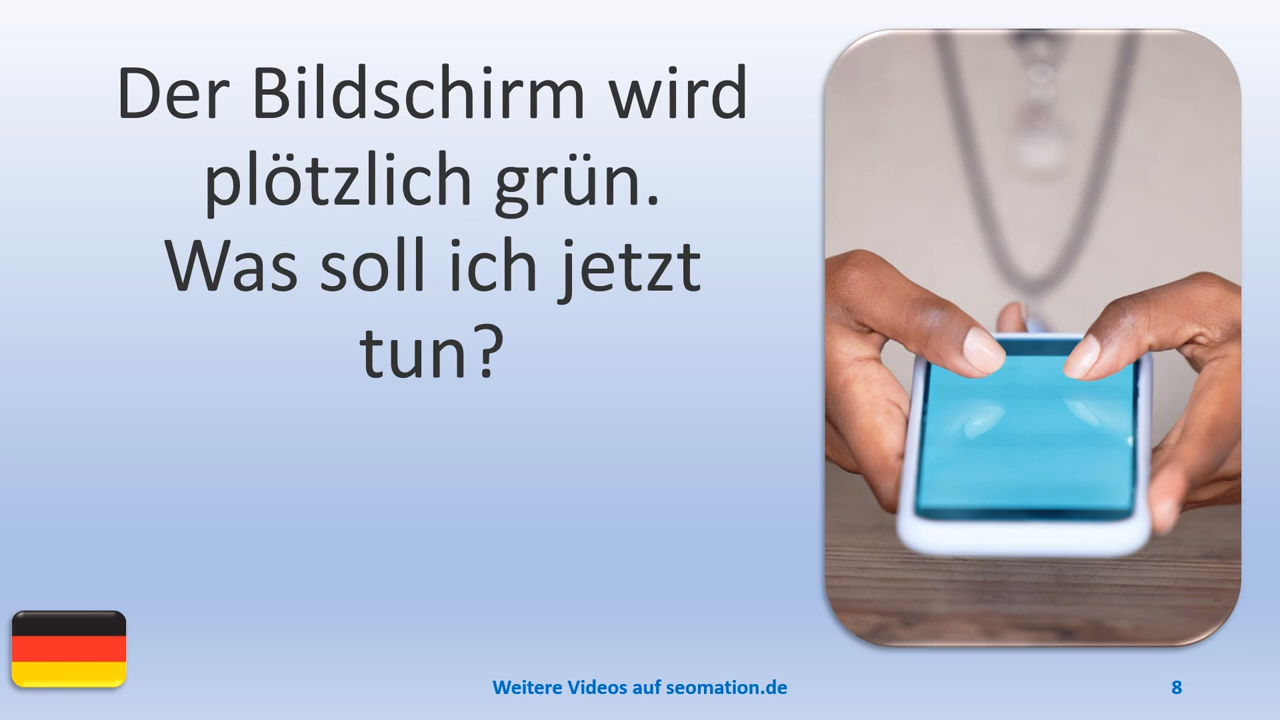 Der Bildschirm wird
plötzlich grün.
Was soll ich jetzt
tun?
Weitere Videos auf seomation.de
8